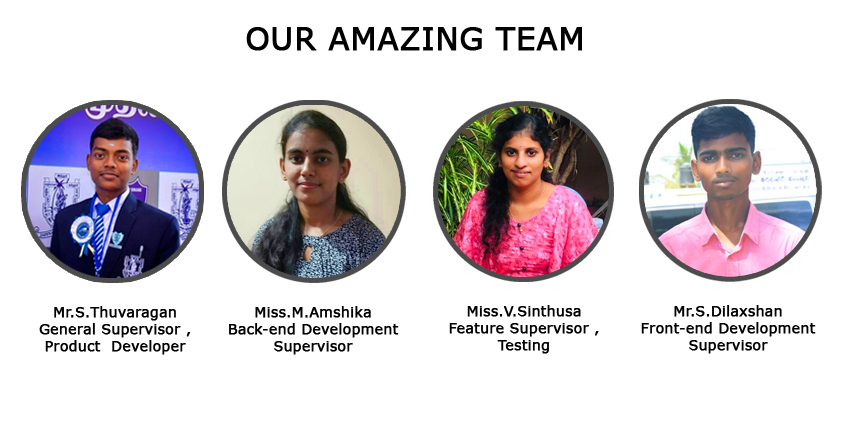 OUR AMAZING TEAM
Mr.S.Thuvaragan
General Supervisor ,
Product  Developer
Miss.M.Amshika
Back-end Development
Supervisor
Miss.V.Sinthusa
Feature Supervisor ,
Testing
Mr.S.Dilaxshan
Front-end Development
Supervisor